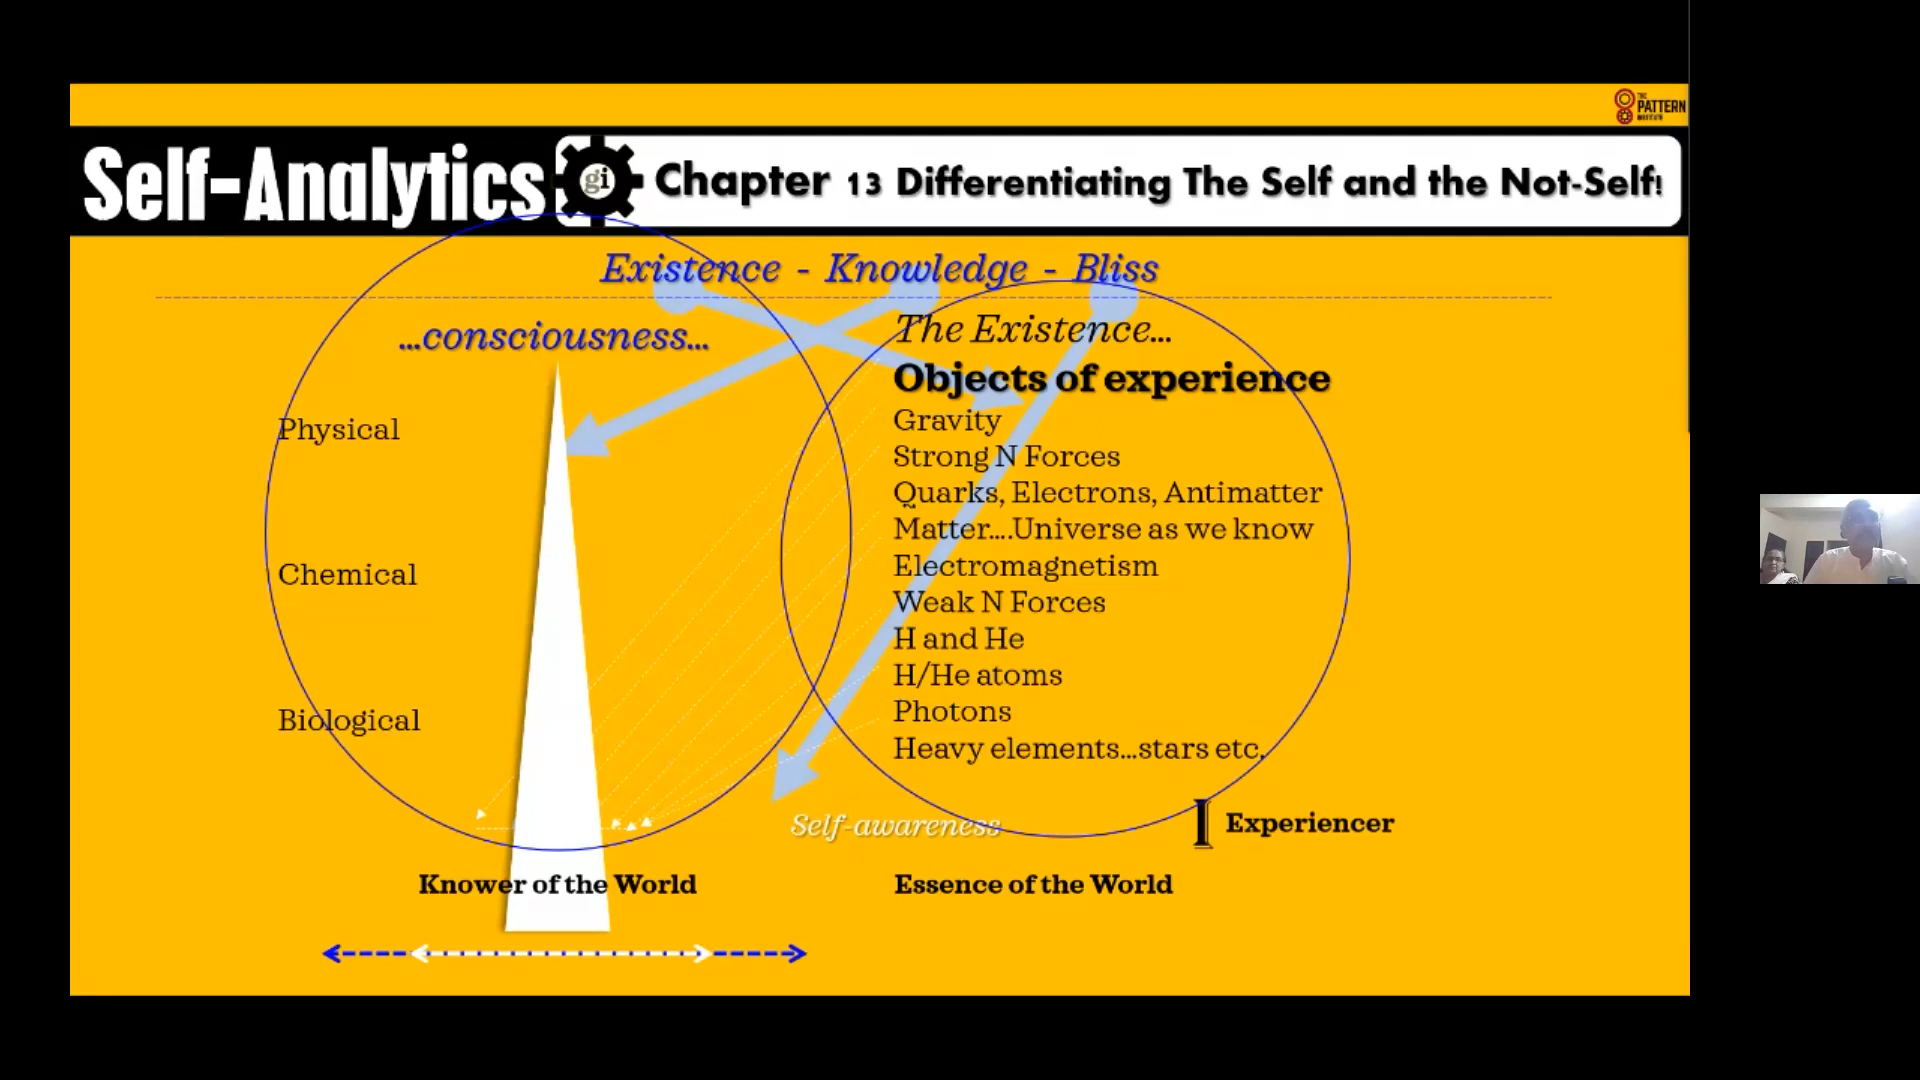 THE
PATTERN
INSTITUTE
Self-Analytics
gi
Chapter 13 Differentiating The Self and the Not-Self!
Existence - Knowledge - Bliss
...consciousness...
The Existence...
Objects of experience
Physical
Gravity
Strong N Forces
Quarks, Electrons, Antimatter
Matter....Universe as we know
Chemical
Electromagnetism
Weak N Forces
H and He
H/He atoms
Biological
Photons
Heavy elements...stars etc.
Self-awareness
I Experiencer
Knower of the World
Essence of the World